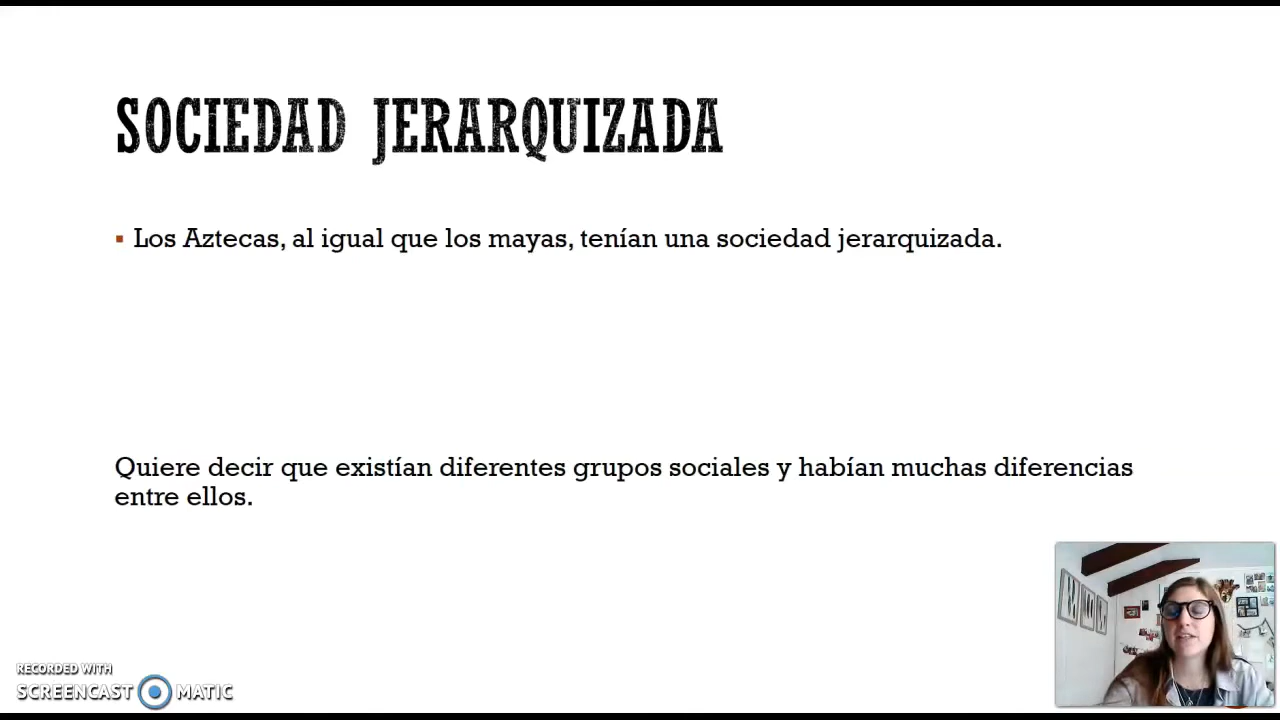 SOCIEDAD JERARQUIZADA
▪ Los Aztecas, al igual que los mayas, tenían una sociedad jerarquizada.
Quiere decir que existían diferentes grupos sociales y habían muchas diferencias
entre ellos.
RECORDED WITH
SCREENCAST MATIC